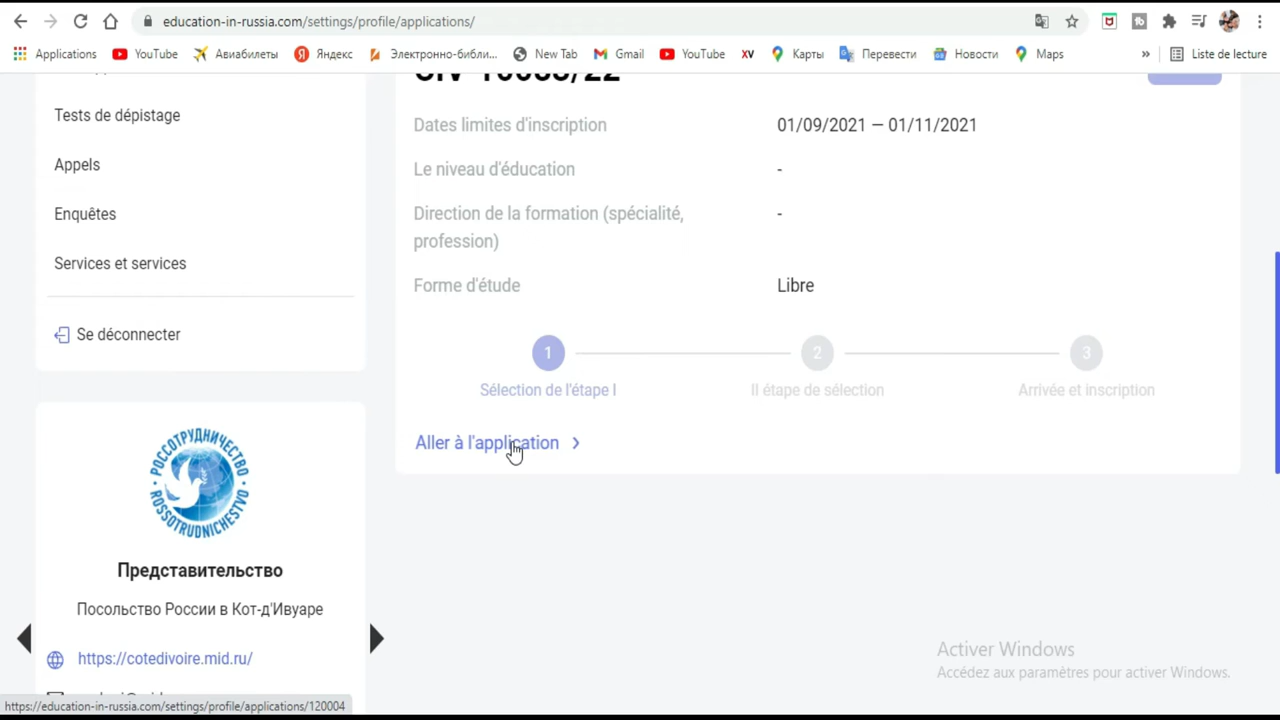 education-in-russia.com/settings/profile/applications/
Applications YouTube Авиабилеты Яндекс Электронно-библи... New Tab Gmail YouTube XV Карты Перевести Новости Maps » Liste de lecture
Tests de dépistage
Appels
Enquêtes
Services et services
Se déconnecter
РОССОТРУДНИЧЕСТВО
ROSSOTRUDNICHESTVO
Представительство
Посольство России в Кот-д'Ивуаре
https://cotedivoire.mid.ru/
Dates limites d'inscription 01/09/2021 — 01/11/2021
Le niveau d'éducation -
Direction de la formation (spécialité, -
profession)
Forme d'étude Libre
1 2 3
Sélection de l'étape I II étape de sélection Arrivée et inscription
Aller à l'application
Activer Windows
Accédez aux paramètres pour activer Windows.
https://education-in-russia.com/settings/profile/applications/120004